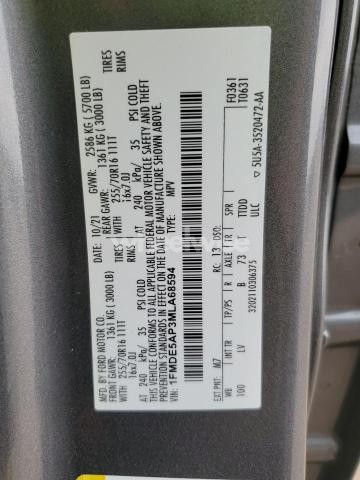 MFD. BY FORD MOTOR CO.
DATE: 10/21 GVWR: 2586 KG ( 5700 LB)
FRONT GAWR: 1361 KG ( 3000 LB) REAR GAWR: 1361 KG ( 3000 LB)
WITH 255/70R16 111T TIRES WITH 255/70R16 111T TIRES
16x7.0J RIMS 16x7.0J RIMS
AT 240 kPa/ 35 PSI COLD AT 240 kPa/ 35 PSI COLD
THIS VEHICLE CONFORMS TO ALL APPLICABLE FEDERAL MOTOR VEHICLE SAFETY AND THEFT
PREVENTION STANDARDS IN EFFECT ON THE DATE OF MANUFACTURE SHOWN ABOVE.
VIN: 1FMDE5AP3MLA68594
TYPE: MPV
F0361
T0631
EXT PNT: M7 RC: 13 DSO:
WB INT TR TP/PS R AXLE TR SPR
100 LV B 73 T TTDD
ULC
3202110306375
5U5A-3520472-AA